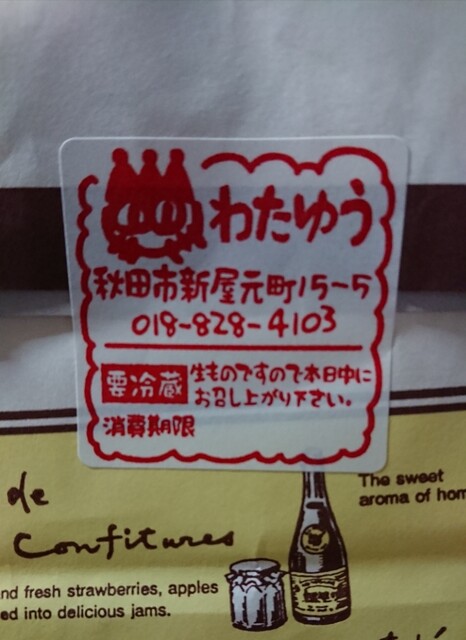 わたゆう
秋田市新屋元町15-5
018-828-4103
要冷蔵
生ものですので本日中に
お召し上がり下さい。
消費期限
The sweet
aroma of hom
de
Confitures
nd fresh strawberries, apples
ed into delicious jams.